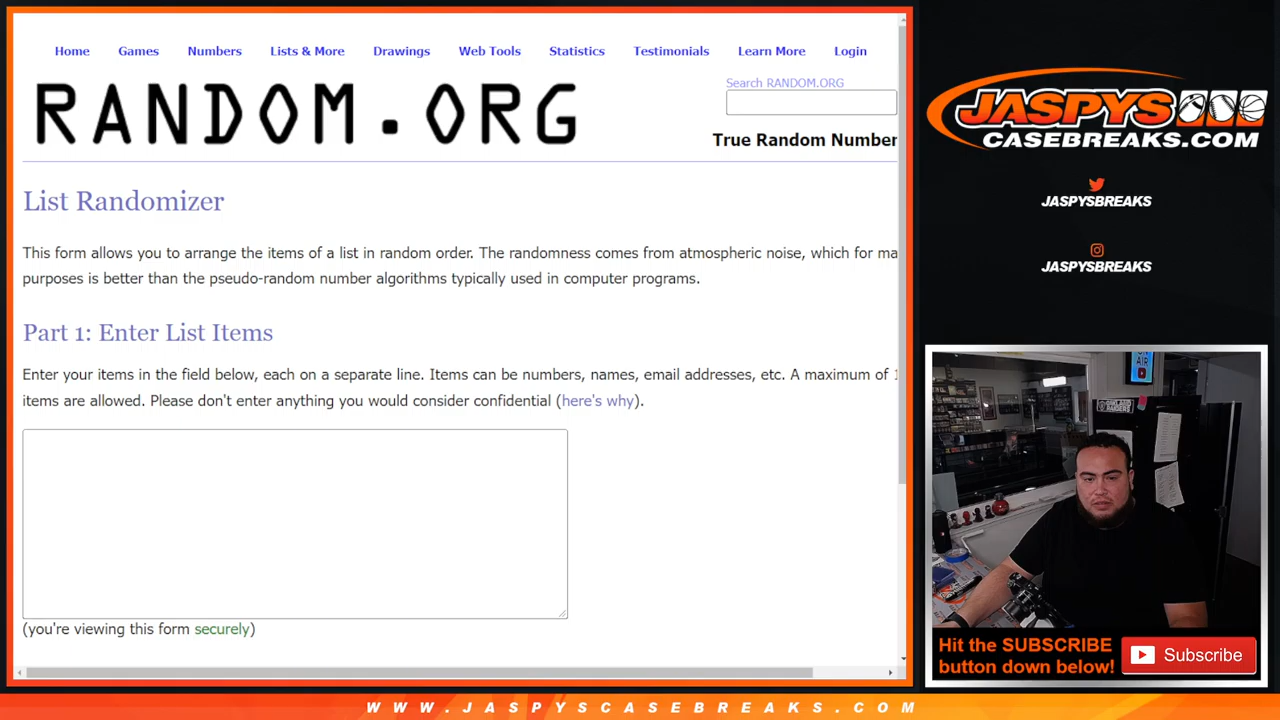 Home Games Numbers Lists & More Drawings Web Tools Statistics Testimonials Learn More Login
RANDOM.ORG
Search RANDOM.ORG
True Random Number
List Randomizer
This form allows you to arrange the items of a list in random order. The randomness comes from atmospheric noise, which for ma
purposes is better than the pseudo-random number algorithms typically used in computer programs.
Part 1: Enter List Items
Enter your items in the field below, each on a separate line. Items can be numbers, names, email addresses, etc. A maximum of 1
items are allowed. Please don't enter anything you would consider confidential (here's why).
(you're viewing this form securely)
JASPYS
CASEBREAKS.COM
JASPYSBREAKS
JASPYSBREAKS
ON
AIR
Hit the SUBSCRIBE
button down below!
Subscribe
WWW.JASPYSCASEBREAKS.COM